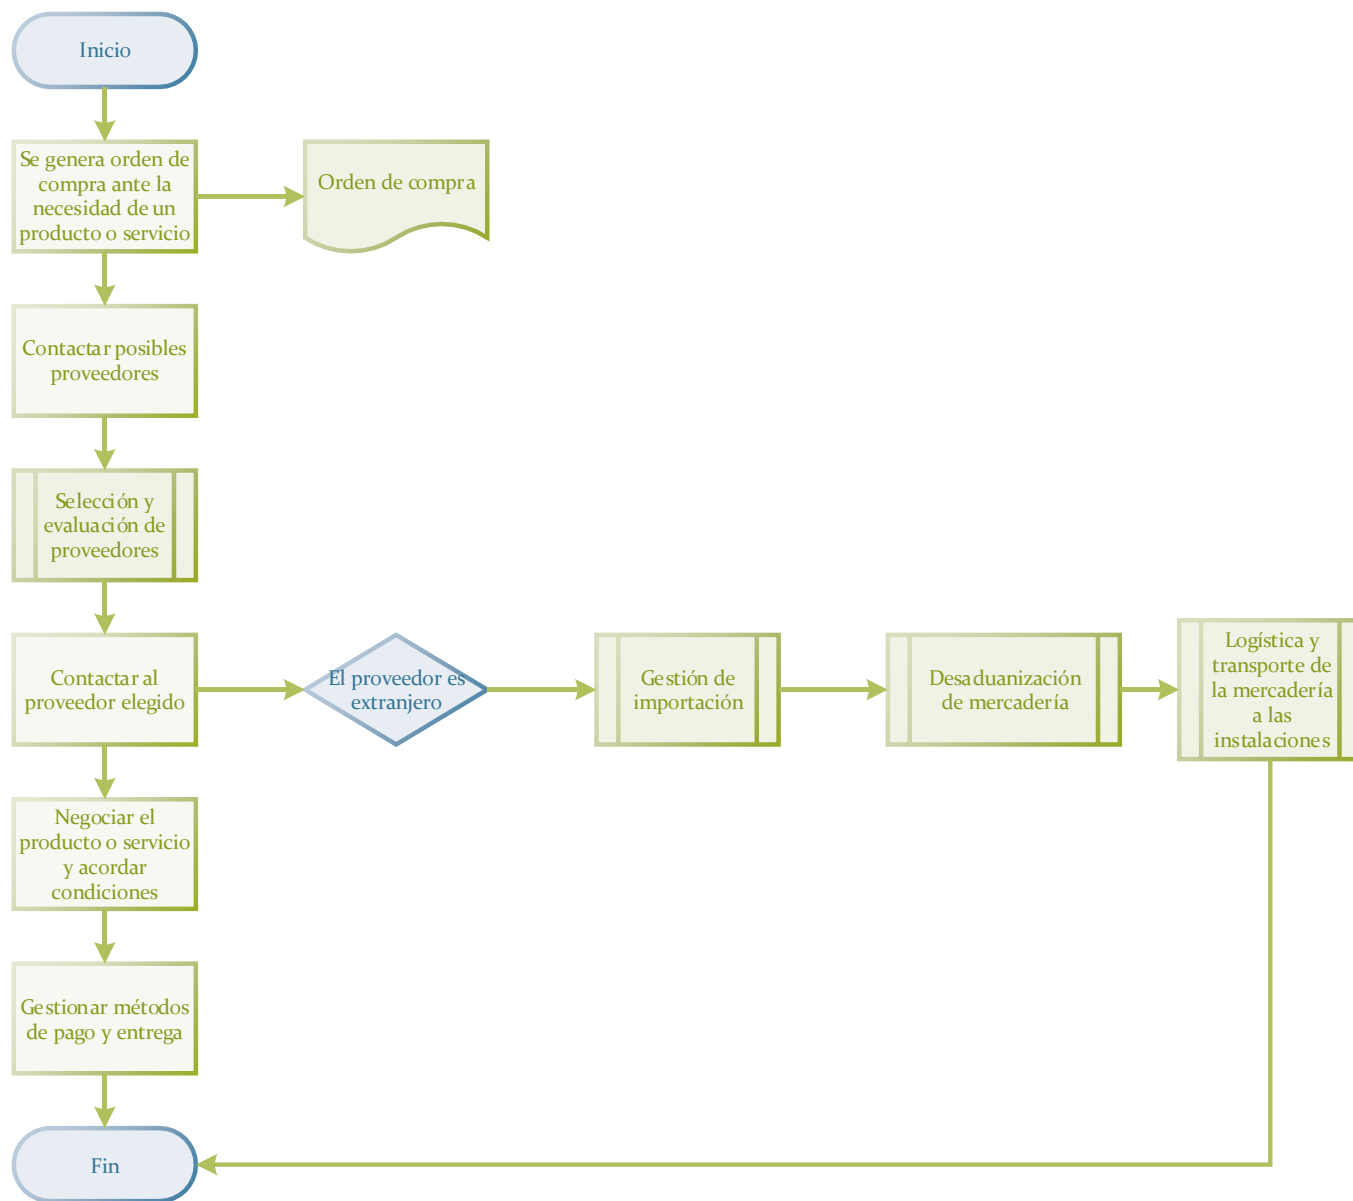 Inicio
Se genera orden de
compra ante la
necesidad de un
producto o servicio
Orden de compra
Contactar posibles
proveedores
Selección y
evaluación de
proveedores
Contactar al
proveedor elegido
El proveedor es
extranjero
Gestión de
importación
Desaduanización
de mercadería
Logística y
transporte de
la mercadería
a las
instalaciones
Negociar el
producto o servicio
y acordar
condiciones
Gestionar métodos
de pago y entrega
Fin